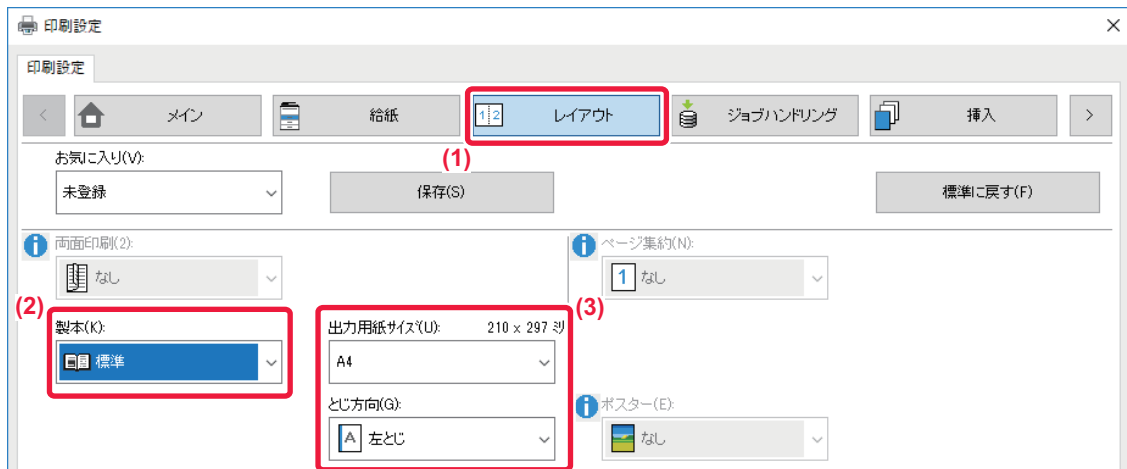 印刷設定
印刷設定
メイン
給紙
1 2 レイアウト
ジョブハンドリング
挿入
(1)
お気に入り(V):
未登録
保存(S)
標準に戻す(F)
両面印刷(2):
なし
ページ集約(N):
1 なし
(2)
(3)
製本(K):
標準
出力用紙サイズ(U): 210 x 297 ミリ
A4
とじ方向(G):
A 左とじ
ポスター(E):
なし